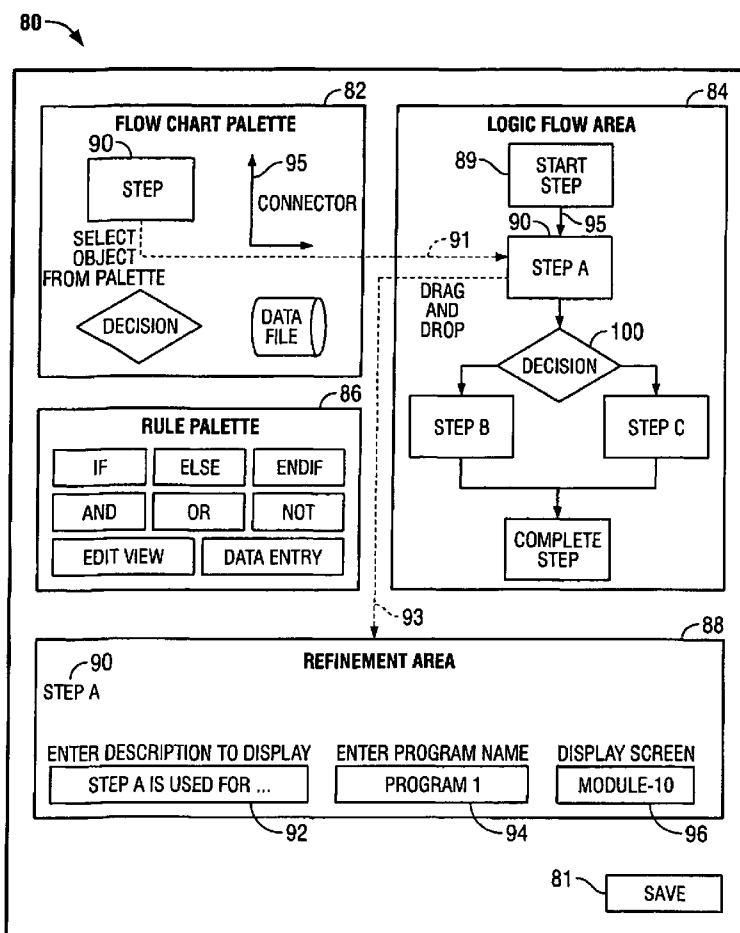 80
82
FLOW CHART PALETTE
90
STEP
95
CONNECTOR
SELECT
OBJECT
FROM PALETTE
DECISION
DATA
FILE
84
LOGIC FLOW AREA
89
START
STEP
90
95
91
STEP A
DRAG
AND
DROP
100
DECISION
STEP B
STEP C
COMPLETE
STEP
86
RULE PALETTE
IF
ELSE
ENDIF
AND
OR
NOT
EDIT VIEW
DATA ENTRY
93
88
REFINEMENT AREA
90
STEP A
ENTER DESCRIPTION TO DISPLAY
STEP A IS USED FOR ...
92
ENTER PROGRAM NAME
PROGRAM 1
94
DISPLAY SCREEN
MODULE-10
96
81
SAVE